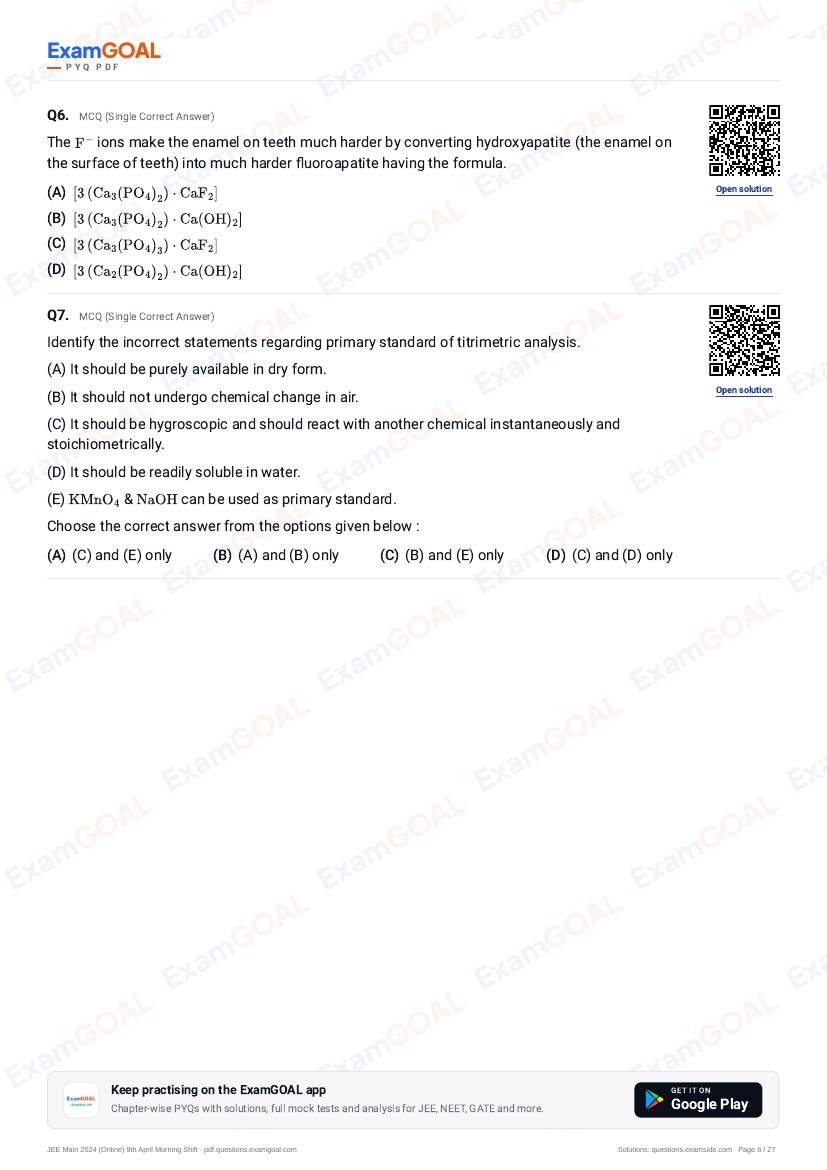 ExamGOAL
PYQ PDF
Q6. MCQ (Single Correct Answer)
The F⁻ ions make the enamel on teeth much harder by converting hydroxyapatite (the enamel on
the surface of teeth) into much harder fluoroapatite having the formula.
Open solution
(A) [3 (Ca₃(PO₄)₂) · CaF₂]
(B) [3 (Ca₃(PO₄)₂) · Ca(OH)₂]
(C) [3 (Ca₃(PO₄)₃) · CaF₂]
(D) [3 (Ca₂(PO₄)₂) · Ca(OH)₂]
Q7. MCQ (Single Correct Answer)
Identify the incorrect statements regarding primary standard of titrimetric analysis.
(A) It should be purely available in dry form.
(B) It should not undergo chemical change in air.
Open solution
(C) It should be hygroscopic and should react with another chemical instantaneously and
stoichiometrically.
(D) It should be readily soluble in water.
(E) KMnO₄ & NaOH can be used as primary standard.
Choose the correct answer from the options given below :
(A) (C) and (E) only (B) (A) and (B) only (C) (B) and (E) only (D) (C) and (D) only
ExamGOAL
Keep practising on the ExamGOAL app
Chapter-wise PYQs with solutions, full mock tests and analysis for JEE, NEET, GATE and more.
GET IT ON
Google Play
JEE Main 2024 (Online) 9th April Morning Shift · pdf.questions.examgoal.com
Solutions: questions.examside.com · Page 6 / 27